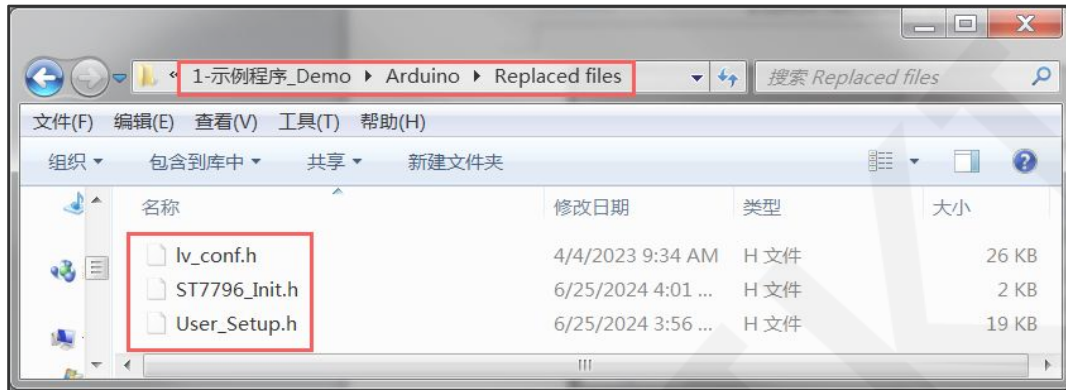 « 1-示例程序_Demo ▸ Arduino ▸ Replaced files 搜索 Replaced files
文件(F) 编辑(E) 查看(V) 工具(T) 帮助(H)
组织 包含到库中 共享 新建文件夹
名称 修改日期 类型 大小
lv_conf.h 4/4/2023 9:34 AM H 文件 26 KB
ST7796_Init.h 6/25/2024 4:01 ... H 文件 2 KB
User_Setup.h 6/25/2024 3:56 ... H 文件 19 KB